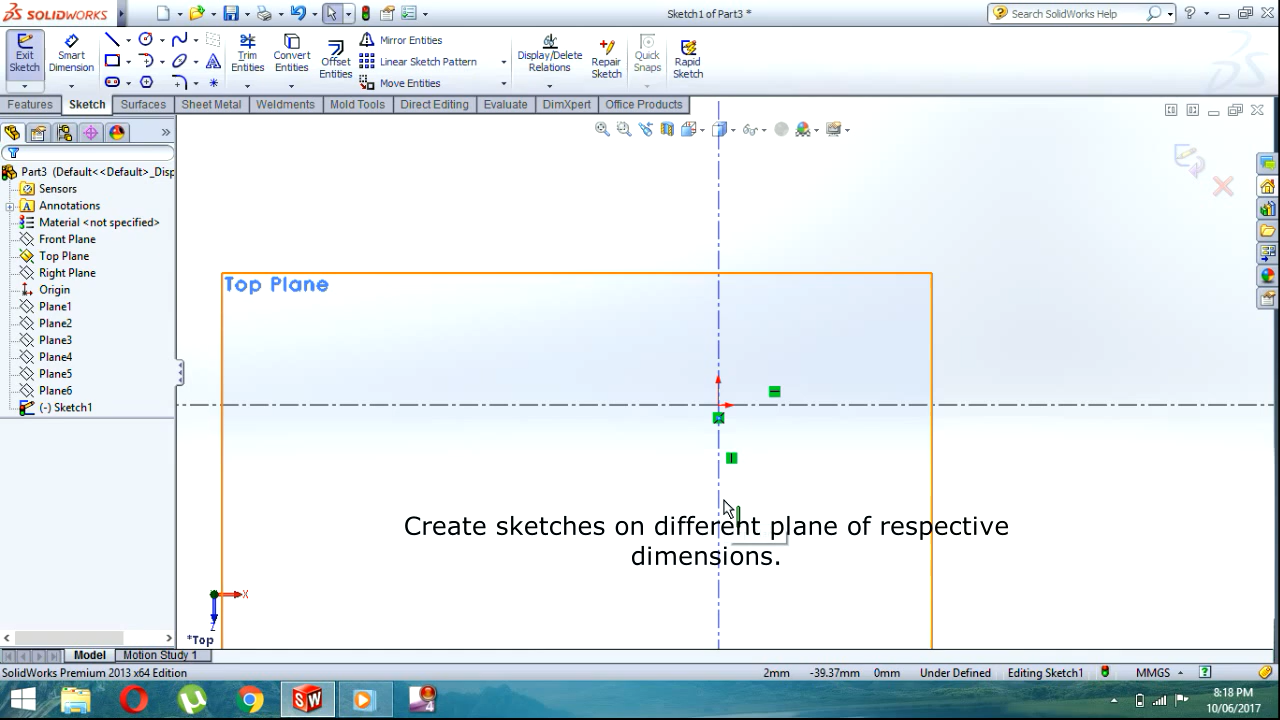 SOLIDWORKS
Sketch1 of Part3 *
Search SolidWorks Help
Exit Sketch
Smart Dimension
Trim Entities
Convert Entities
Offset Entities
Mirror Entities
Linear Sketch Pattern
Move Entities
Display/Delete Relations
Repair Sketch
Quick Snaps
Rapid Sketch
Features
Sketch
Surfaces
Sheet Metal
Weldments
Mold Tools
Direct Editing
Evaluate
DimXpert
Office Products
Part3 (Default<<Default>_Disp
Sensors
Annotations
Material <not specified>
Front Plane
Top Plane
Right Plane
Origin
Plane1
Plane2
Plane3
Plane4
Plane5
Plane6
(-) Sketch1
Top Plane
Create sketches on different plane of respective
dimensions.
X
Z
*Top
Model
Motion Study 1
SolidWorks Premium 2013 x64 Edition
2mm
-39.37mm
0mm
Under Defined
Editing Sketch1
MMGS
8:18 PM
10/06/2017